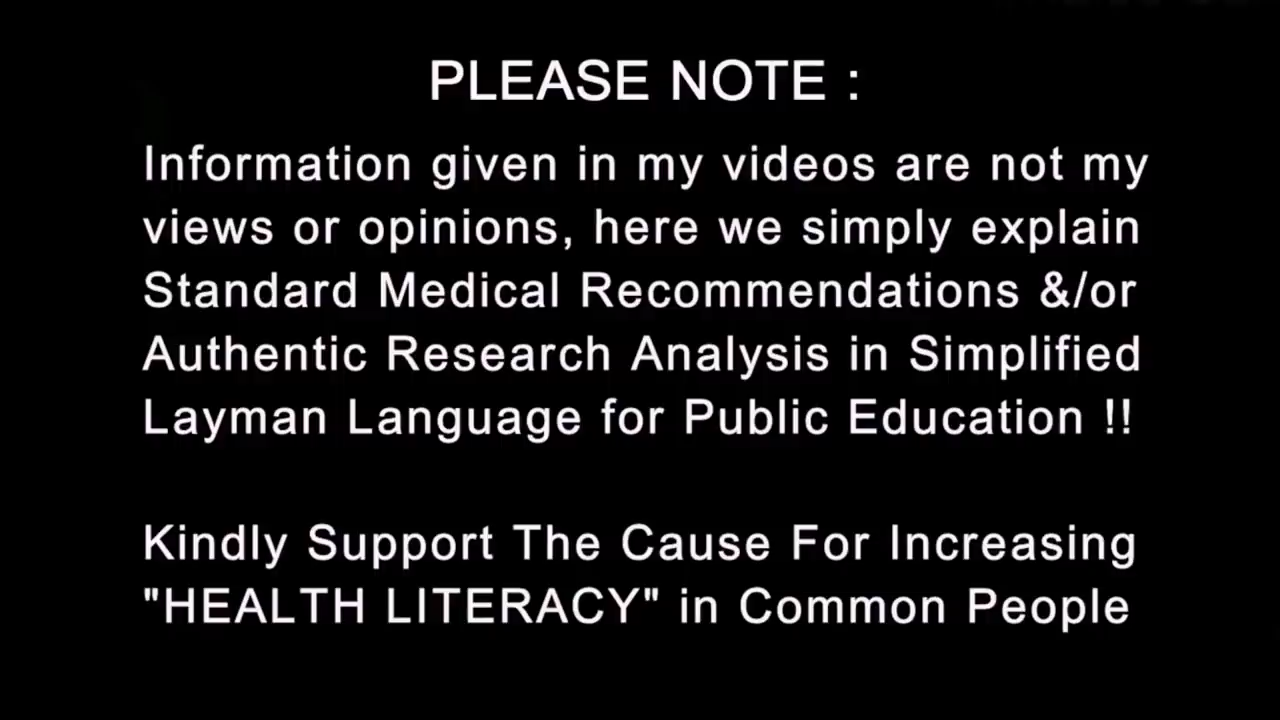 PLEASE NOTE :
Information given in my videos are not my
views or opinions, here we simply explain
Standard Medical Recommendations &/or
Authentic Research Analysis in Simplified
Layman Language for Public Education !!
Kindly Support The Cause For Increasing
"HEALTH LITERACY" in Common People